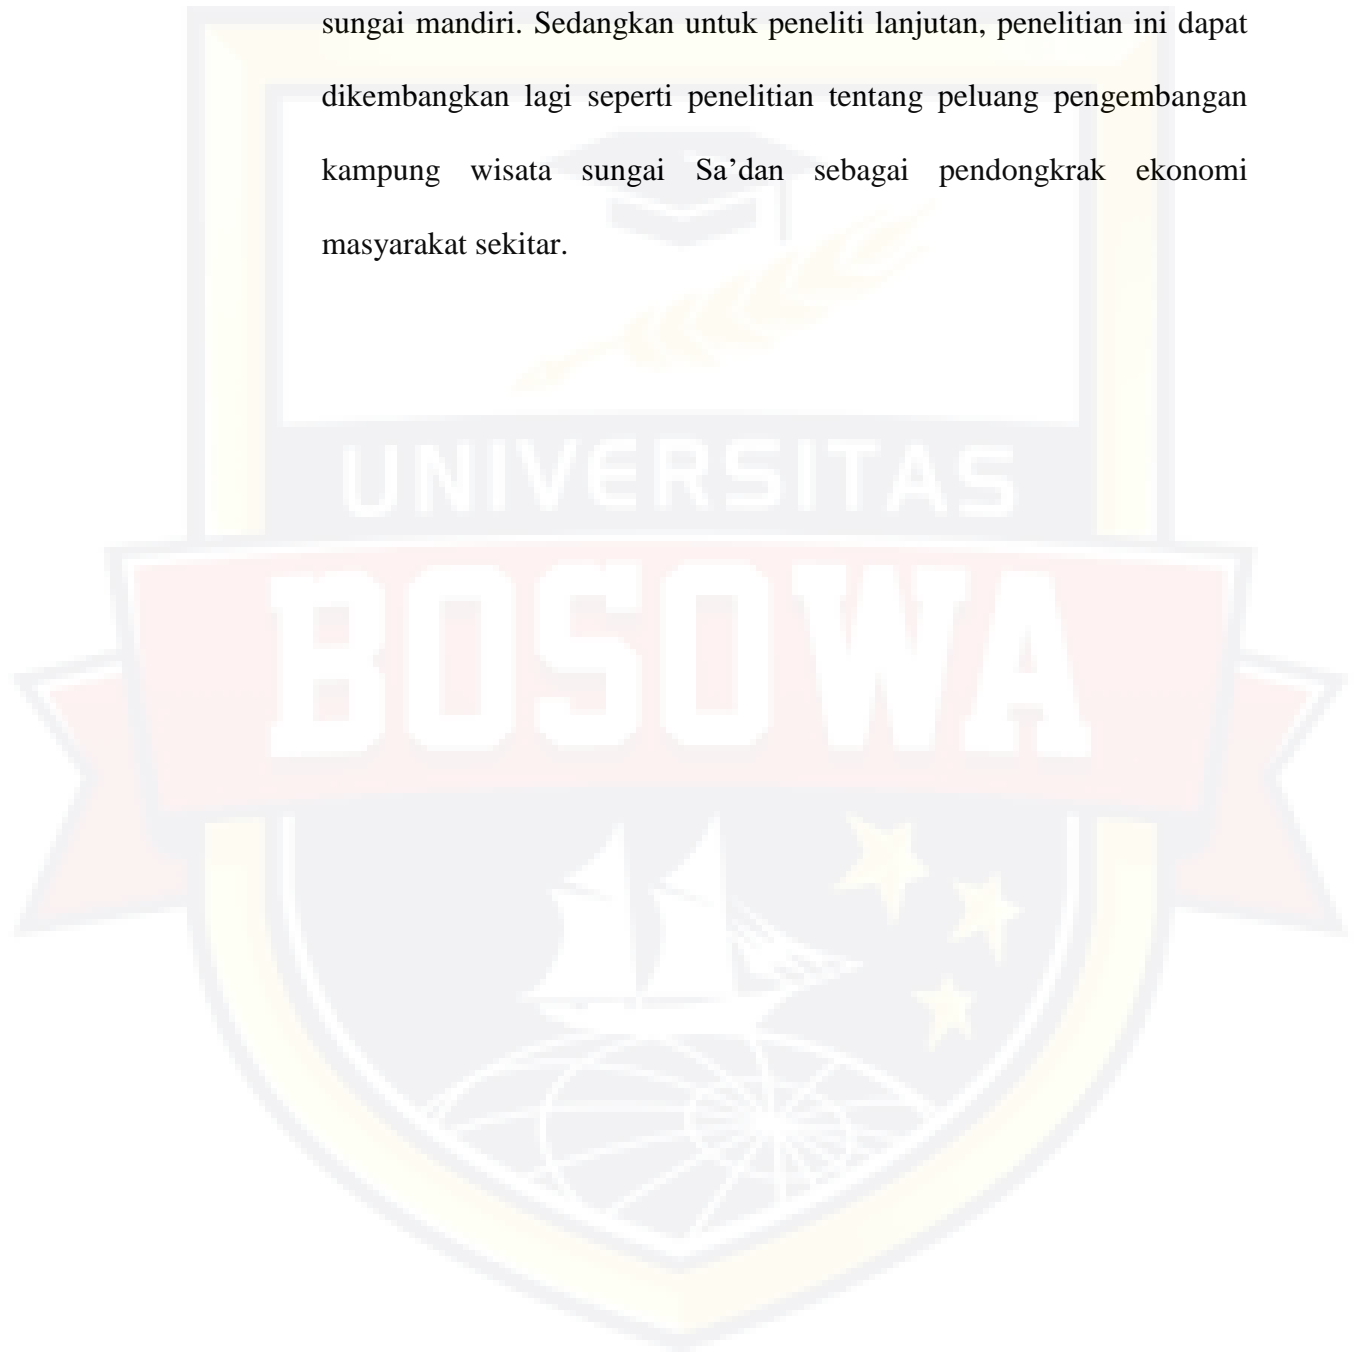 sungai mandiri. Sedangkan untuk peneliti lanjutan, penelitian ini dapat
dikembangkan lagi seperti penelitian tentang peluang pengembangan
kampung wisata sungai Sa’dan sebagai pendongkrak ekonomi
masyarakat sekitar.
UNIVERSITAS
BOSOWA